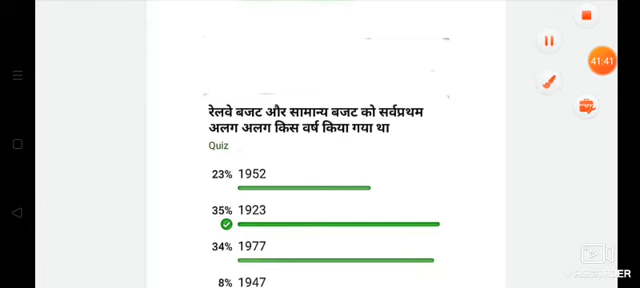 41:41
रेलवे बजट और सामान्य बजट को सर्वप्रथम
अलग अलग किस वर्ष किया गया था
Quiz
23% 1952
35% 1923
34% 1977
8% 1947
RECORDER